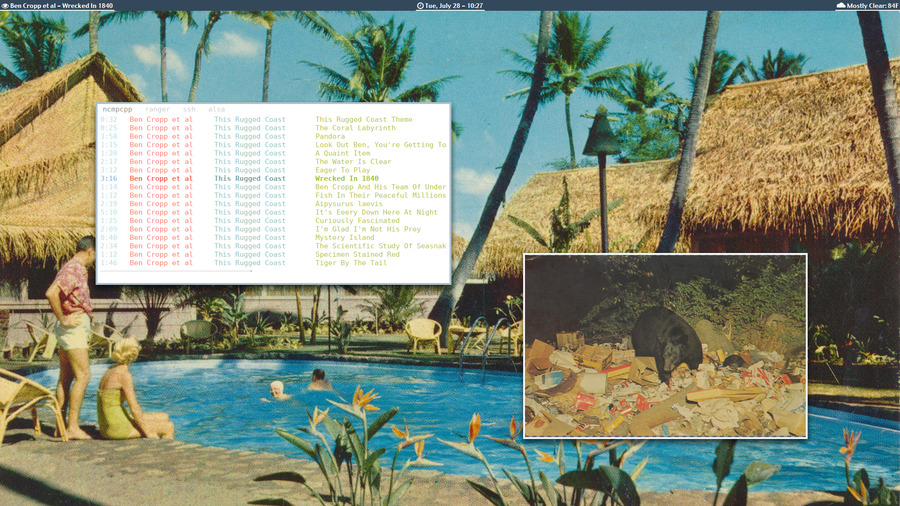 Ben Cropp et al - Wrecked In 1840
Tue, July 28 - 10:27
Mostly Clear: 84F
ncmpcpp ranger ssh alsa
0:32 Ben Cropp et al This Rugged Coast This Rugged Coast Theme
0:25 Ben Cropp et al This Rugged Coast The Coral Labyrinth
Ben Cropp et al This Rugged Coast Pandora
1:15 Ben Cropp et al This Rugged Coast Look Out Ben, You're Getting To
Ben Cropp et al This Rugged Coast A Quaint Item
2:17 Ben Cropp et al This Rugged Coast The Water Is Clear
3:12 Ben Cropp et al This Rugged Coast Eager To Play
3:16 Ben Cropp et al This Rugged Coast Wrecked In 1840
1:14 Ben Cropp et al This Rugged Coast Ben Cropp And His Team Of Under
1:12 Ben Cropp et al This Rugged Coast Fish In Their Peaceful Millions
2:19 Ben Cropp et al This Rugged Coast Aipysurus laevis
5:10 Ben Cropp et al This Rugged Coast It's Eeery Down Here At Night
1:25 Ben Cropp et al This Rugged Coast Curiously Fascinated
2:09 Ben Cropp et al This Rugged Coast I'm Glad I'm Not His Prey
0:40 Ben Cropp et al This Rugged Coast Mystery Island
2:34 Ben Cropp et al This Rugged Coast The Scientific Study Of Seasnak
1:12 Ben Cropp et al This Rugged Coast Specimen Stained Red
1:46 Ben Cropp et al This Rugged Coast Tiger By The Tail